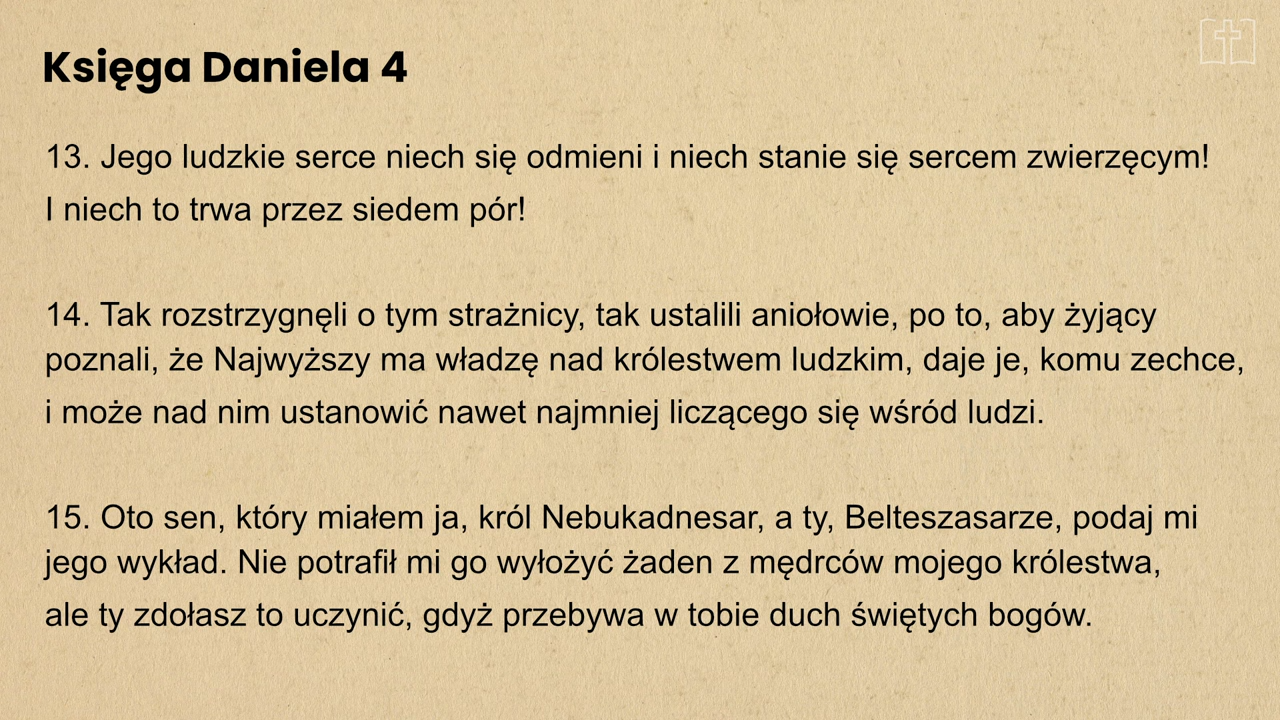 Księga Daniela 4
13. Jego ludzkie serce niech się odmieni i niech stanie się sercem zwierzęcym!
I niech to trwa przez siedem pór!
14. Tak rozstrzygnęli o tym strażnicy, tak ustalili aniołowie, po to, aby żyjący
poznali, że Najwyższy ma władzę nad królestwem ludzkim, daje je, komu zechce,
i może nad nim ustanowić nawet najmniej liczącego się wśród ludzi.
15. Oto sen, który miałem ja, król Nebukadnesar, a ty, Belteszasarze, podaj mi
jego wykład. Nie potrafił mi go wyłożyć żaden z mędrców mojego królestwa,
ale ty zdołasz to uczynić, gdyż przebywa w tobie duch świętych bogów.